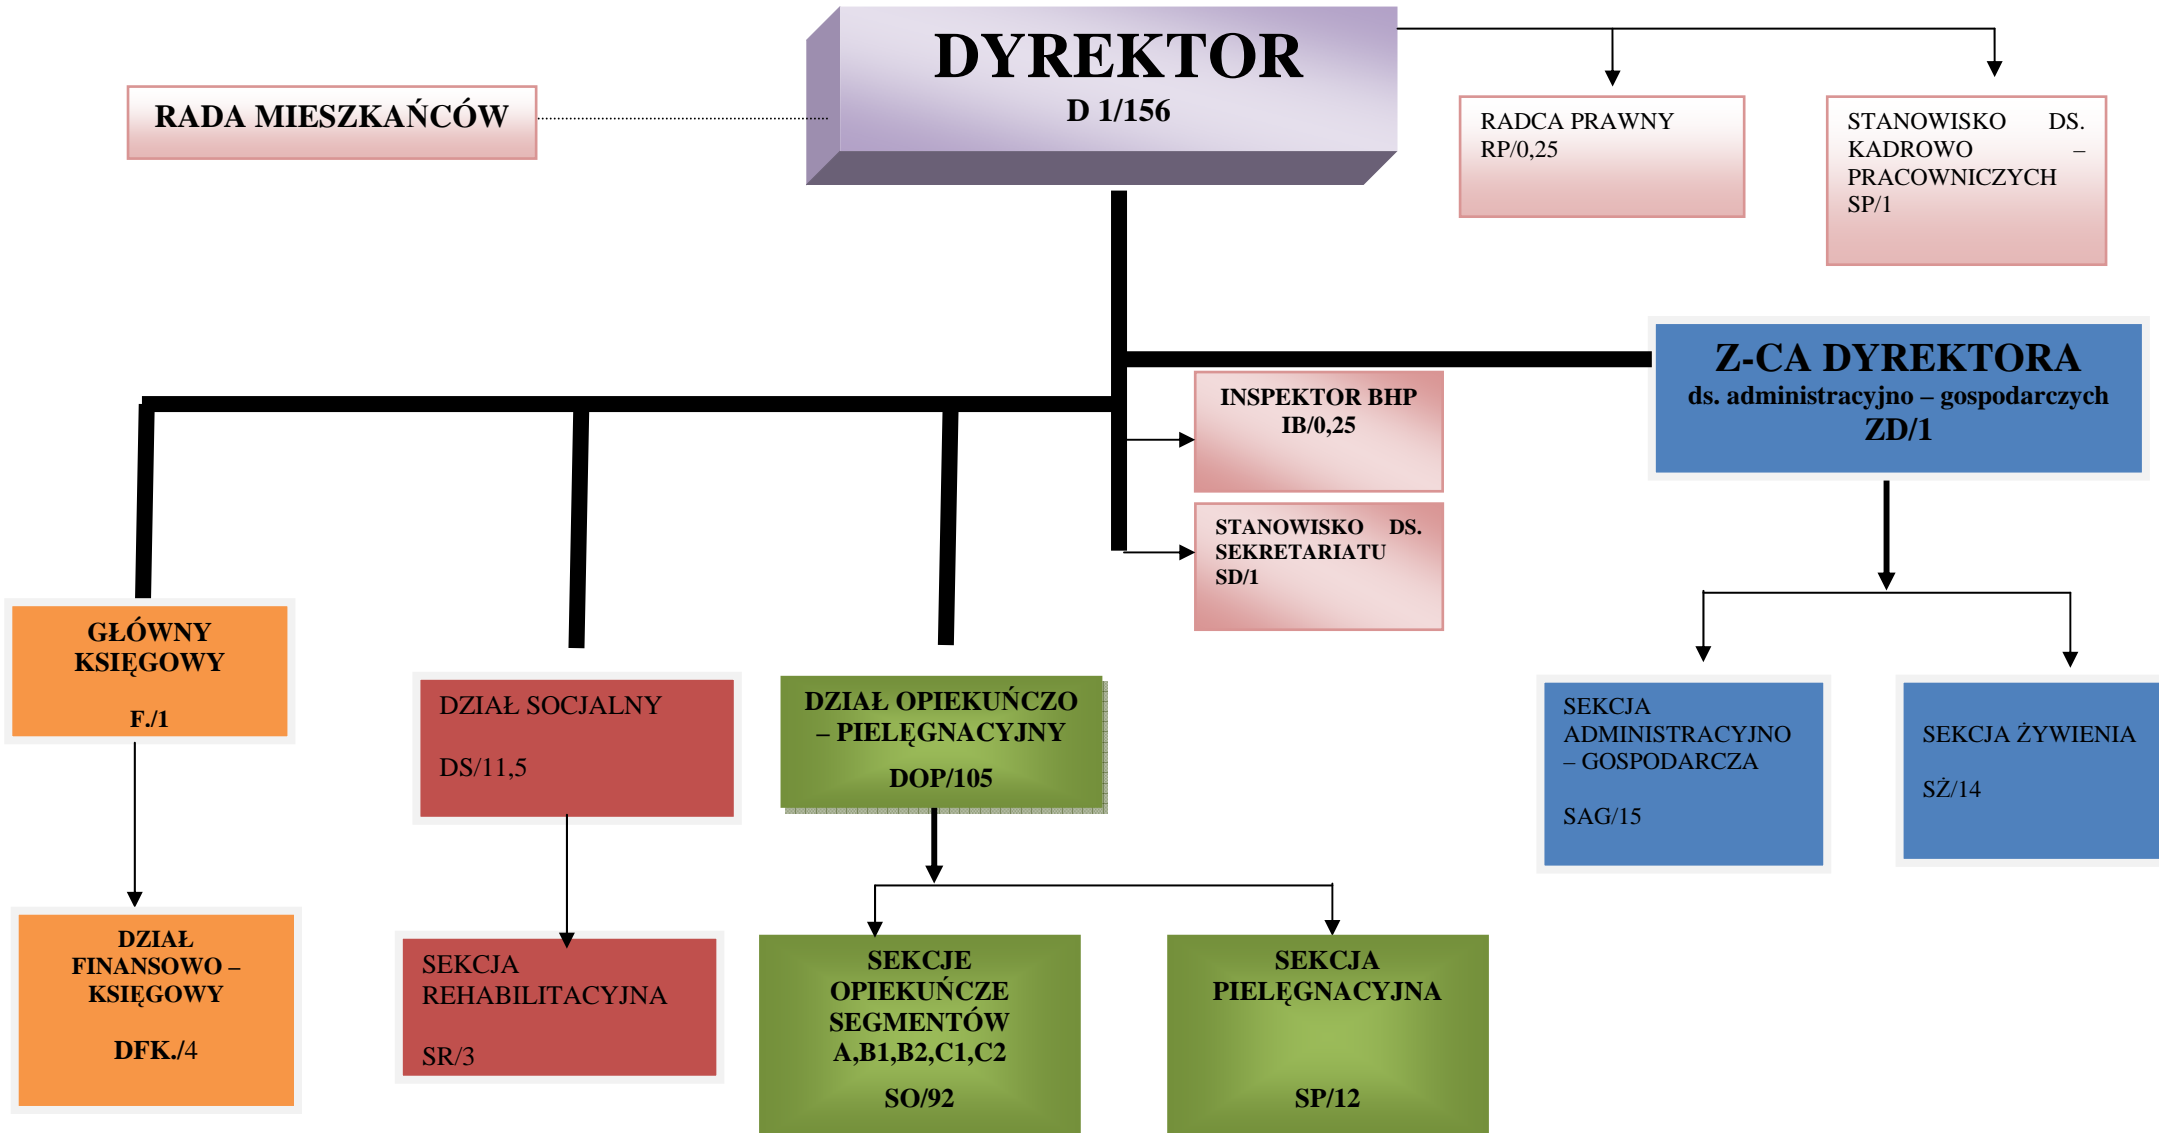 DYREKTOR
D 1/156
RADA MIESZKAŃCÓW
RADCA PRAWNY
RP/0,25
STANOWISKO DS.
KADROWO –
PRACOWNICZYCH
SP/1
Z-CA DYREKTORA
ds. administracyjno – gospodarczych
ZD/1
INSPEKTOR BHP
IB/0,25
STANOWISKO DS.
SEKRETARIATU
SD/1
GŁÓWNY
KSIĘGOWY
F./1
DZIAŁ SOCJALNY
DS/11,5
DZIAŁ OPIEKUŃCZO
– PIELĘGNACYJNY
DOP/105
SEKCJA
ADMINISTRACYJNO
– GOSPODARCZA
SAG/15
SEKCJA ŻYWIENIA
SŻ/14
DZIAŁ
FINANSOWO –
KSIĘGOWY
DFK./4
SEKCJA
REHABILITACYJNA
SR/3
SEKCJE
OPIEKUŃCZE
SEGMENTÓW
A,B1,B2,C1,C2
SO/92
SEKCJA
PIELĘGNACYJNA
SP/12